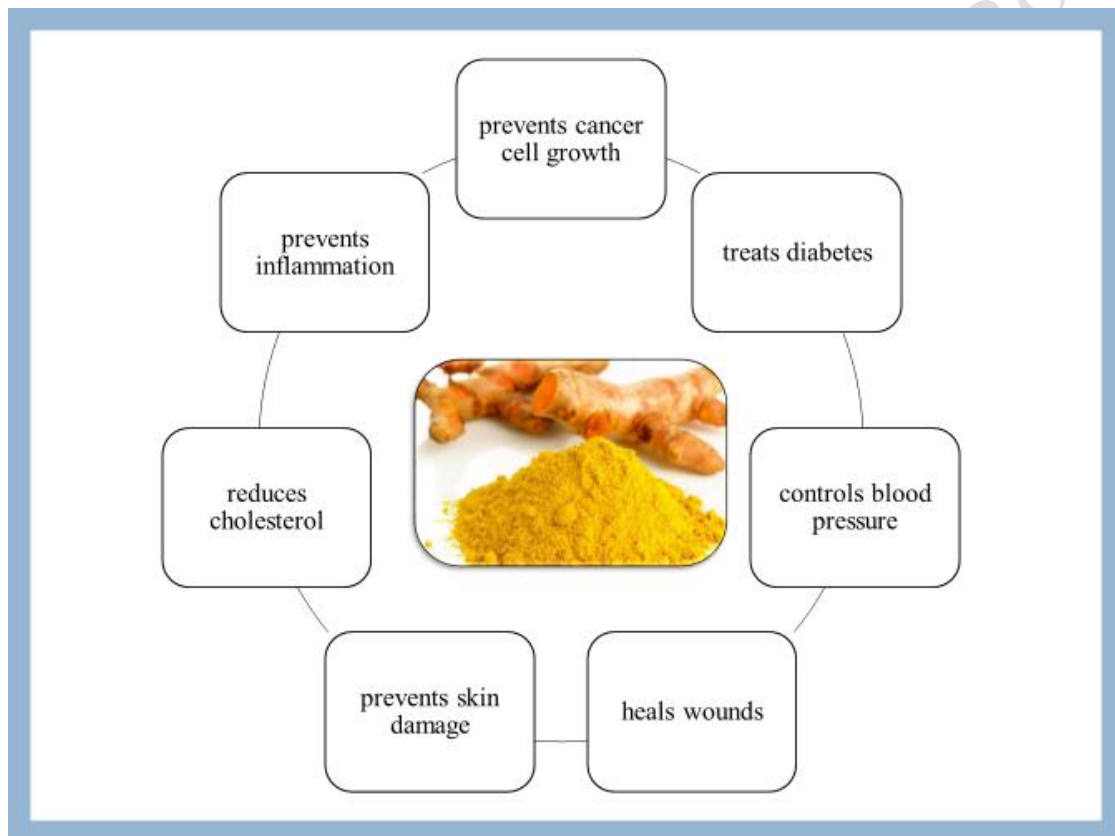 prevents cancer
cell growth
treats diabetes
controls blood
pressure
heals wounds
prevents skin
damage
reduces
cholesterol
prevents
inflammation